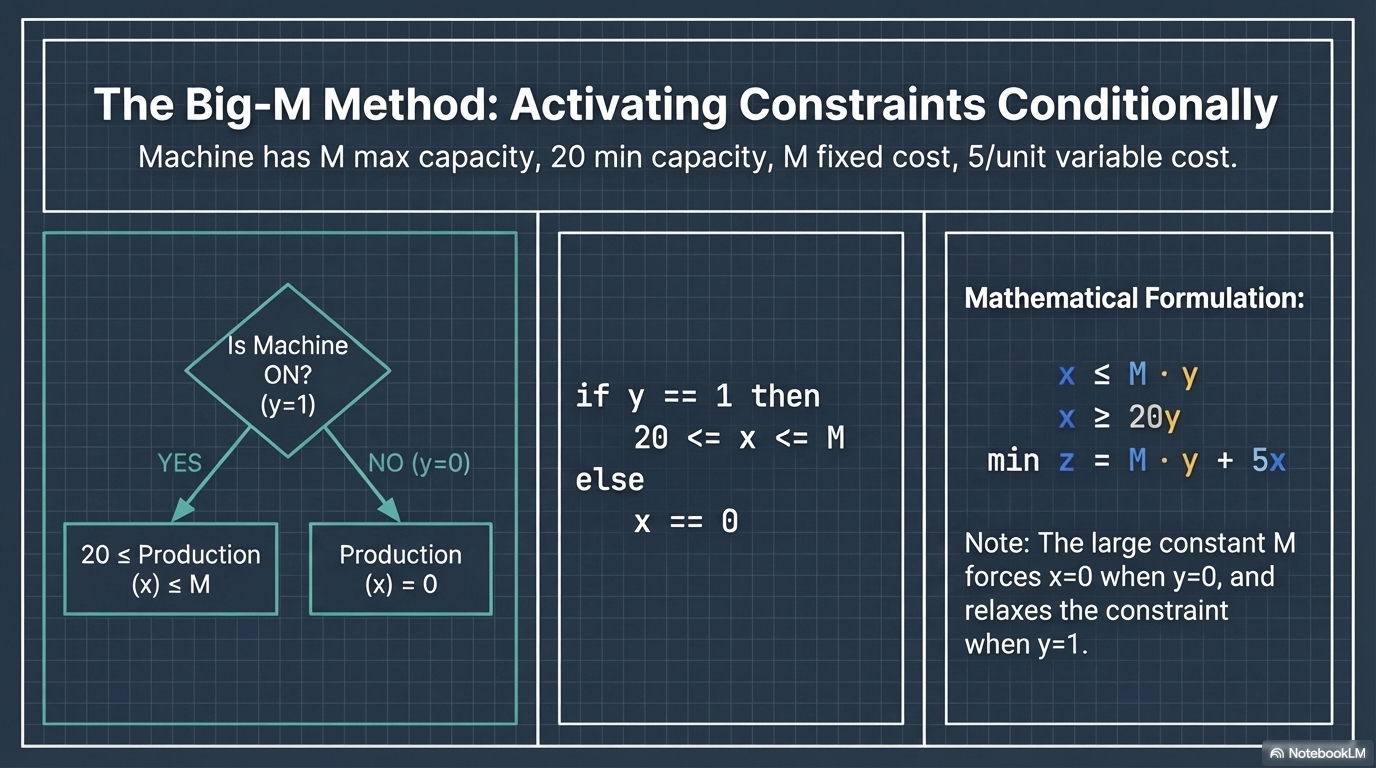 The Big-M Method: Activating Constraints Conditionally
Machine has M max capacity, 20 min capacity, M fixed cost, 5/unit variable cost.
Is Machine
ON?
(y=1)
YES
NO (y=0)
20 ≤ Production
(x) ≤ M
Production
(x) = 0
if y == 1 then
20 <= x <= M
else
x == 0
Mathematical Formulation:
x ≤ M · y
x ≥ 20y
min z = M · y + 5x
Note: The large constant M
forces x=0 when y=0, and
relaxes the constraint
when y=1.
NotebookLM